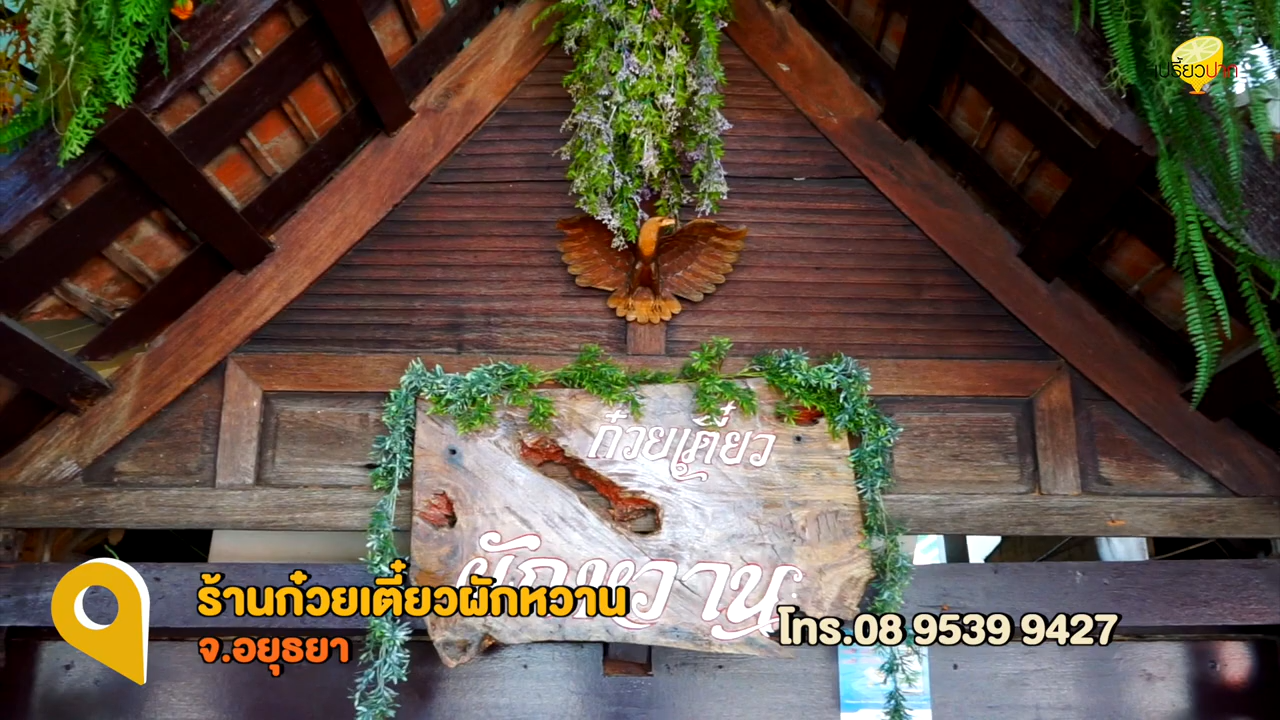 เปรี้ยวปาก
ก๋วยเตี๋ยว
ผักหวาน
ร้านก๋วยเตี๋ยวผักหวาน
จ.อยุธยา
โทร.08 9539 9427